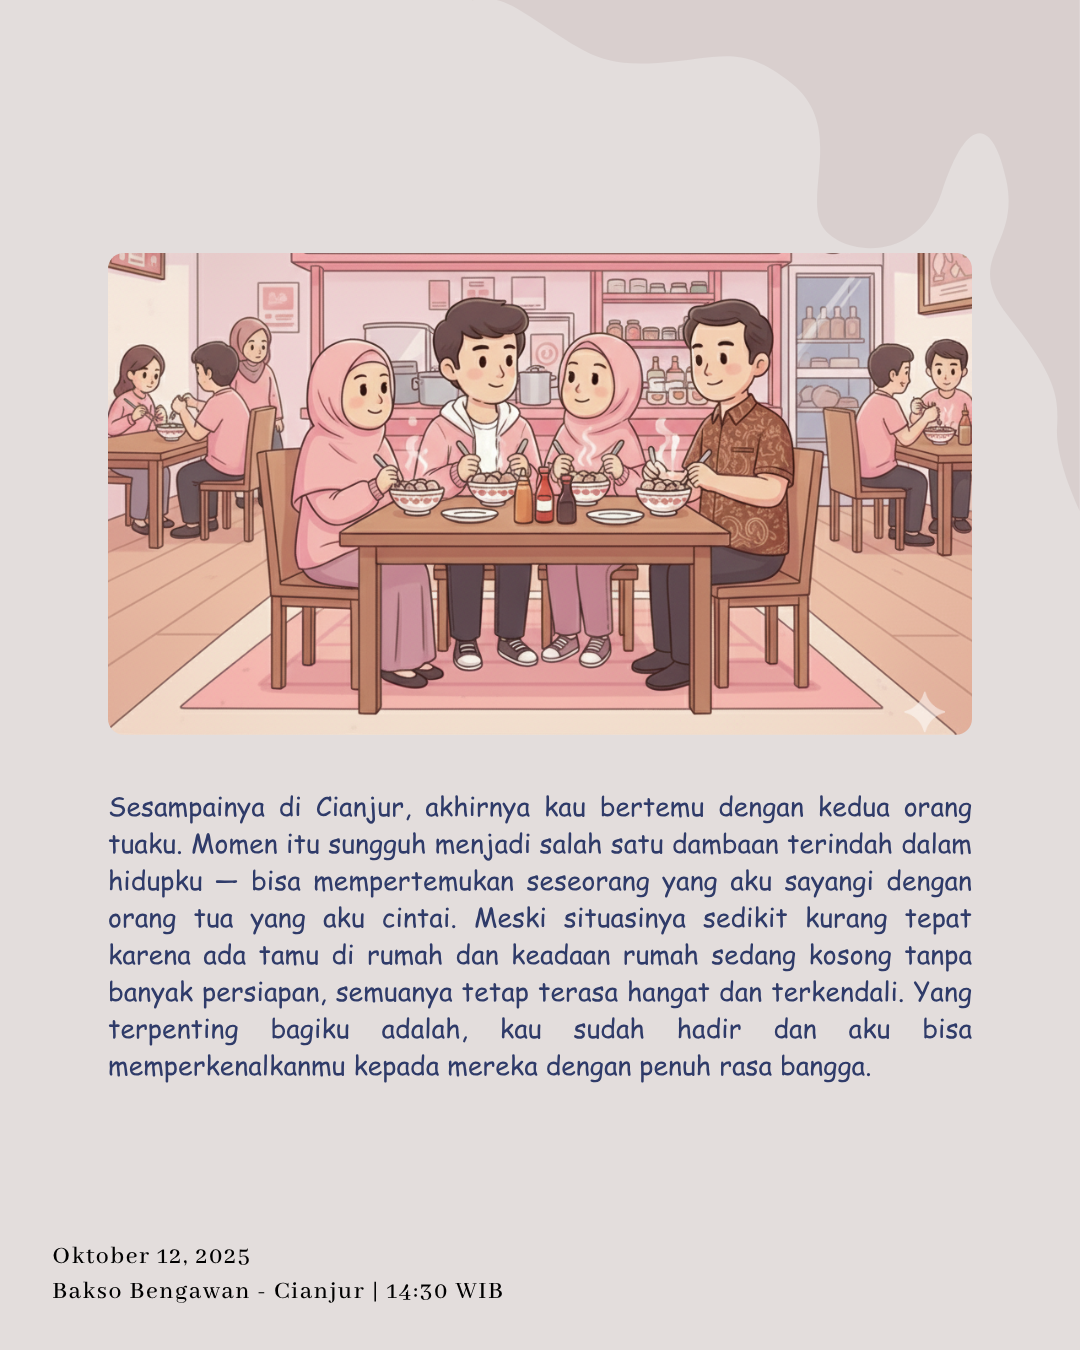 Sesampainya di Cianjur, akhirnya kau bertemu dengan kedua orang
tuaku. Momen itu sungguh menjadi salah satu dambaan terindah dalam
hidupku — bisa mempertemukan seseorang yang aku sayangi dengan
orang tua yang aku cintai. Meski situasinya sedikit kurang tepat
karena ada tamu di rumah dan keadaan rumah sedang kosong tanpa
banyak persiapan, semuanya tetap terasa hangat dan terkendali. Yang
terpenting bagiku adalah, kau sudah hadir dan aku bisa
memperkenalkanmu kepada mereka dengan penuh rasa bangga.
Oktober 12, 2025
Bakso Bengawan - Cianjur | 14:30 WIB